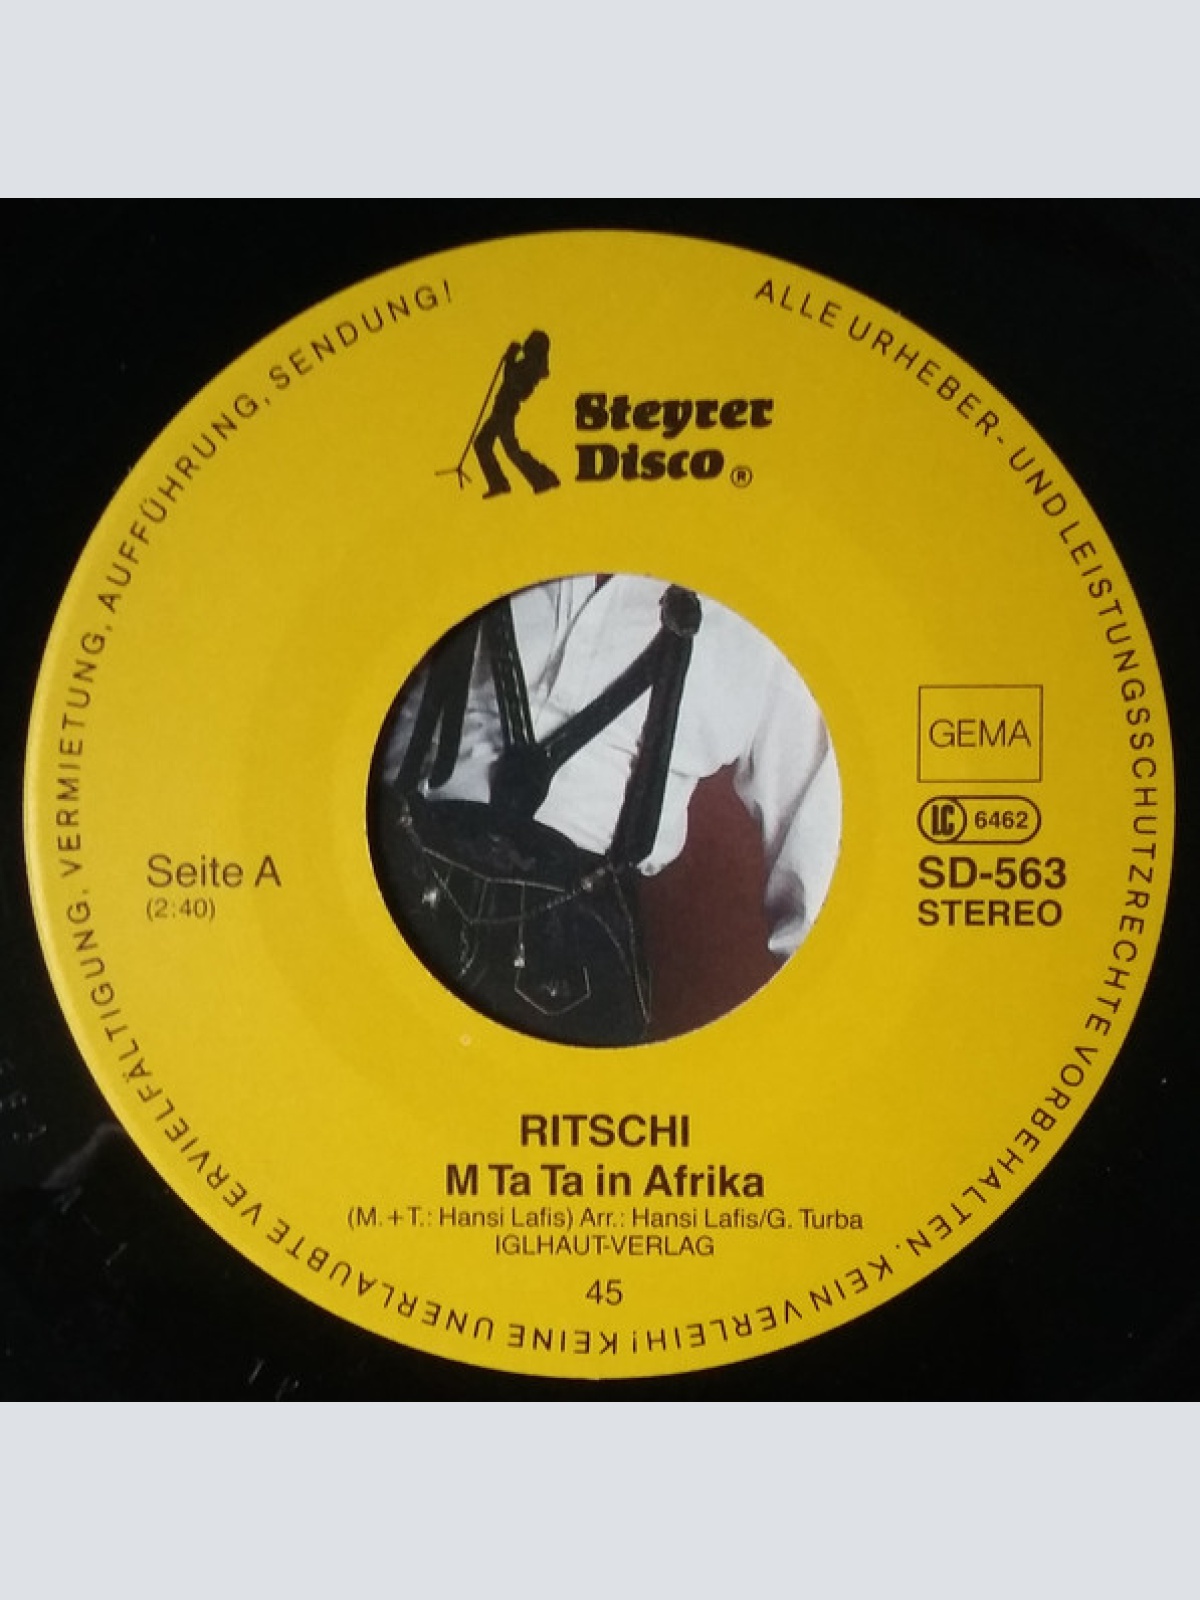 ALLE URHEBER- UND LEISTUNGSSCHUTZRECHTE VORBEHALTEN. KEIN VERLEIH! KEINE UNERLAUBTE VERVIELFÄLTIGUNG. VERMIETUNG, AUFFÜHRUNG, SENDUNG!
Steyrer
Disco ®
GEMA
LC 6462
SD-563
STEREO
Seite A
(2:40)
RITSCHI
M Ta Ta in Afrika
(M.+T.: Hansi Lafis) Arr.: Hansi Lafis/G. Turba
IGLHAUT-VERLAG
45